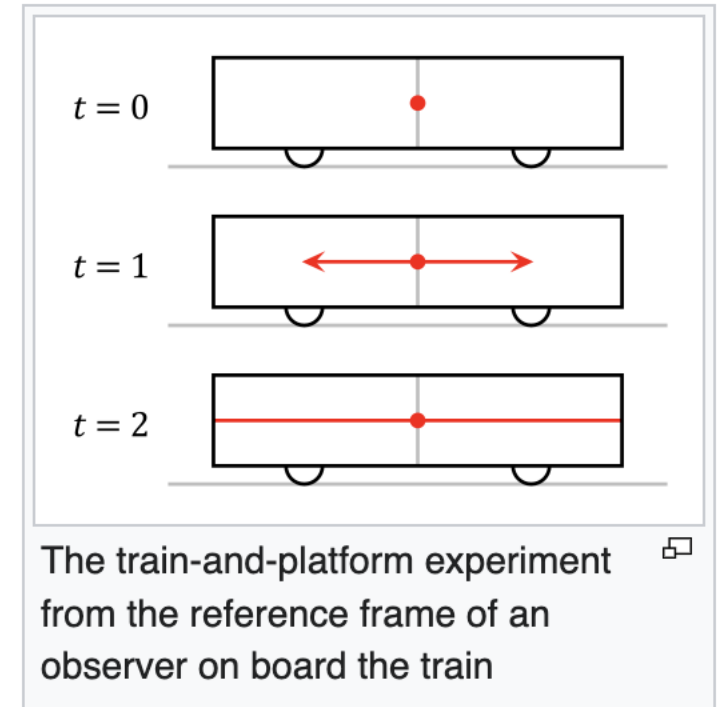 t = 0
t = 1
t = 2
The train-and-platform experiment
from the reference frame of an
observer on board the train